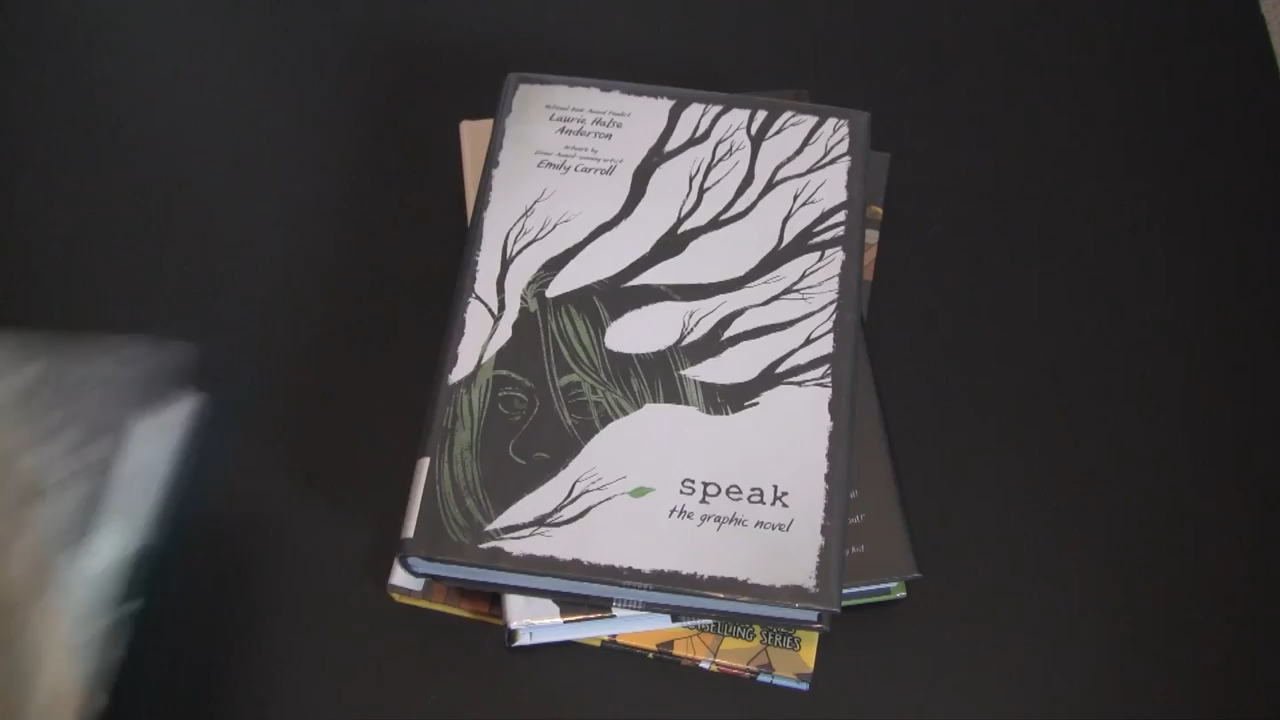 National Book Award Finalist
Laurie Halse
Anderson
artwork by
Eisner Award-winning artist
Emily Carroll
speak
the graphic novel
SELLING SERIES